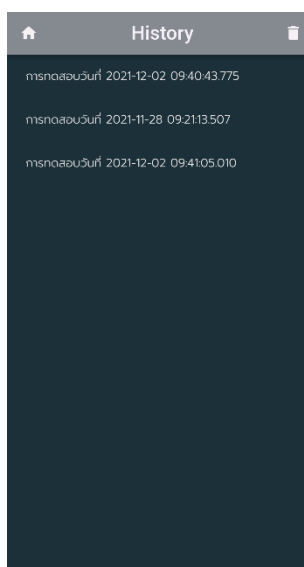 History
การทดสอบวันที่ 2021-12-02 09:40:43.775
การทดสอบวันที่ 2021-11-28 09:21:13.507
การทดสอบวันที่ 2021-12-02 09:41:05.010